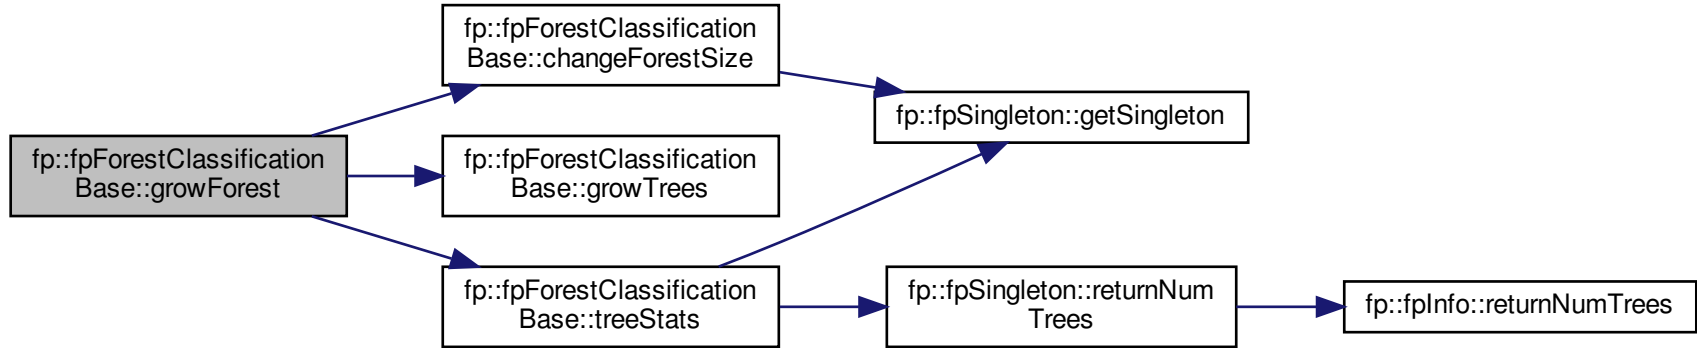 fp::fpForestClassification
Base::growForest
fp::fpForestClassification
Base::changeForestSize
fp::fpForestClassification
Base::growTrees
fp::fpForestClassification
Base::treeStats
fp::fpSingleton::getSingleton
fp::fpSingleton::returnNum
Trees
fp::fpInfo::returnNumTrees